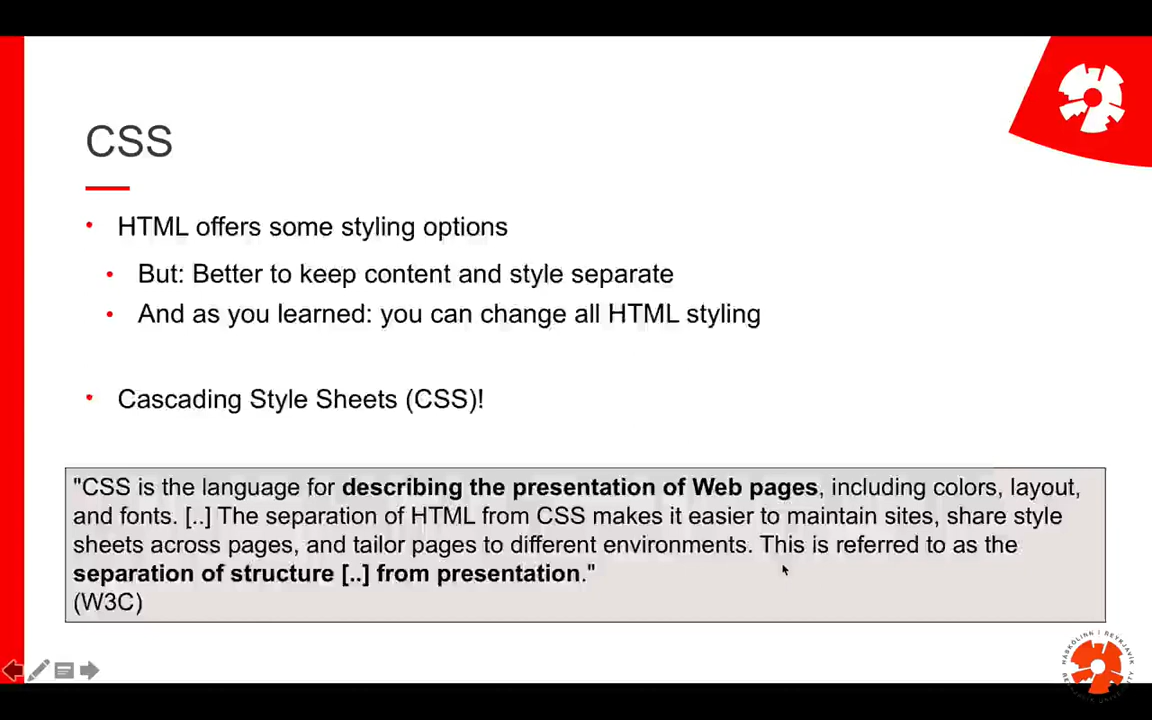 CSS
• HTML offers some styling options
• But: Better to keep content and style separate
• And as you learned: you can change all HTML styling
• Cascading Style Sheets (CSS)!
"CSS is the language for describing the presentation of Web pages, including colors, layout,
and fonts. [..] The separation of HTML from CSS makes it easier to maintain sites, share style
sheets across pages, and tailor pages to different environments. This is referred to as the
separation of structure [..] from presentation."
(W3C)
HÁSKÓLINN Í REYKJAVÍK
REYKJAVIK UNIVERSITY